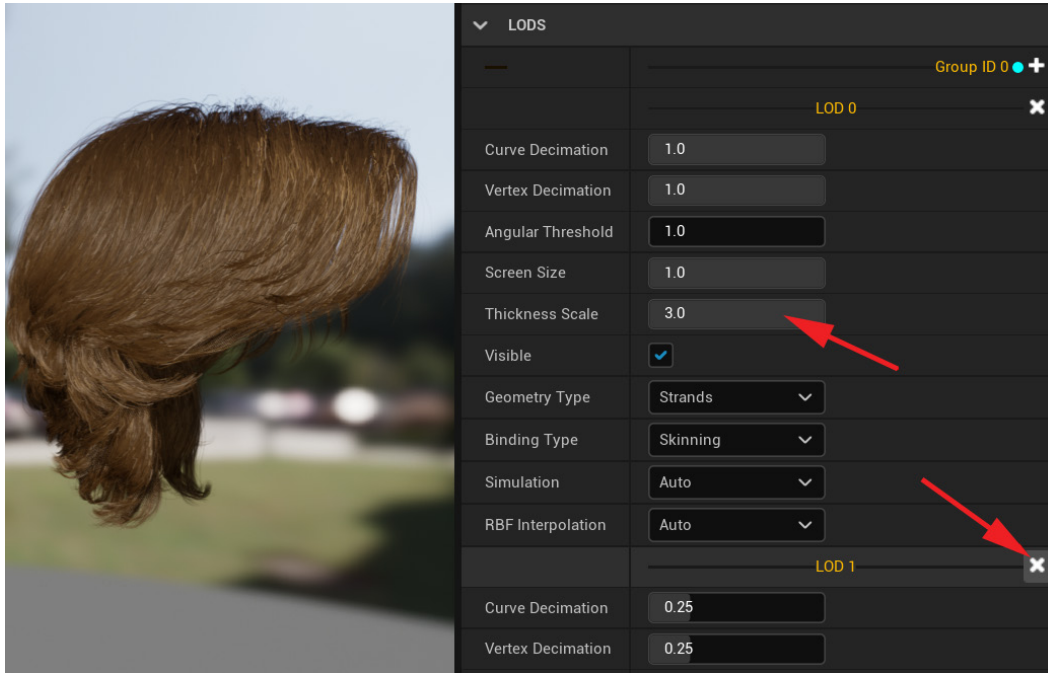 LODS
Group ID 0
LOD 0
Curve Decimation 1.0
Vertex Decimation 1.0
Angular Threshold 1.0
Screen Size 1.0
Thickness Scale 3.0
Visible
Geometry Type Strands
Binding Type Skinning
Simulation Auto
RBF Interpolation Auto
LOD 1
Curve Decimation 0.25
Vertex Decimation 0.25